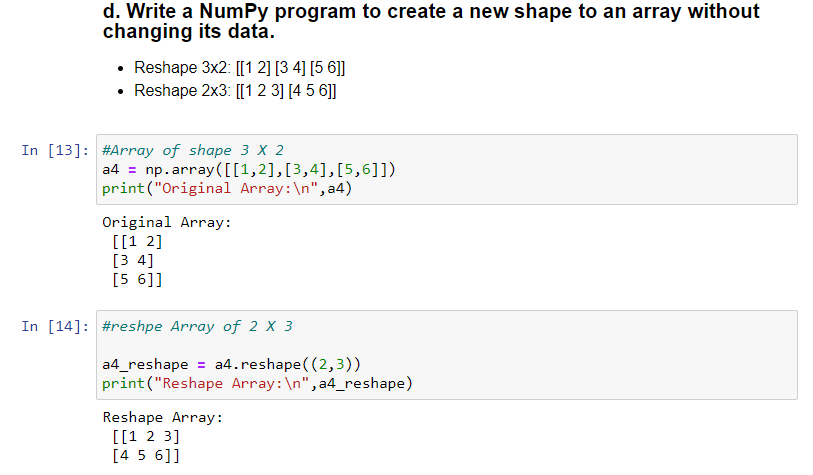 d. Write a NumPy program to create a new shape to an array without
changing its data.
• Reshape 3x2: [[1 2] [3 4] [5 6]]
• Reshape 2x3: [[1 2 3] [4 5 6]]
In [13]: #Array of shape 3 X 2
a4 = np.array([[1,2],[3,4],[5,6]])
print("Original Array:\n",a4)
Original Array:
[[1 2]
[3 4]
[5 6]]
In [14]: #reshpe Array of 2 X 3
a4_reshape = a4.reshape((2,3))
print("Reshape Array:\n",a4_reshape)
Reshape Array:
[[1 2 3]
[4 5 6]]